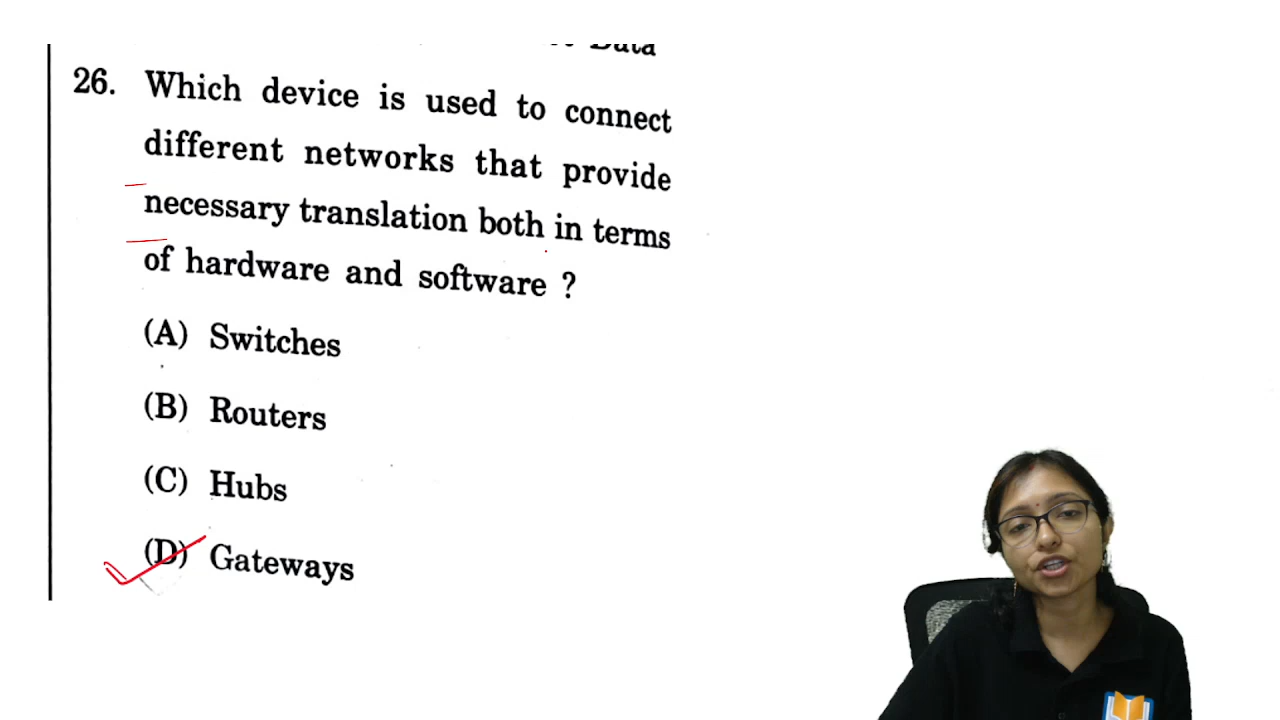 Data
26. Which device is used to connect
different networks that provide
necessary translation both in terms
of hardware and software ?
(A) Switches
(B) Routers
(C) Hubs
(D) Gateways